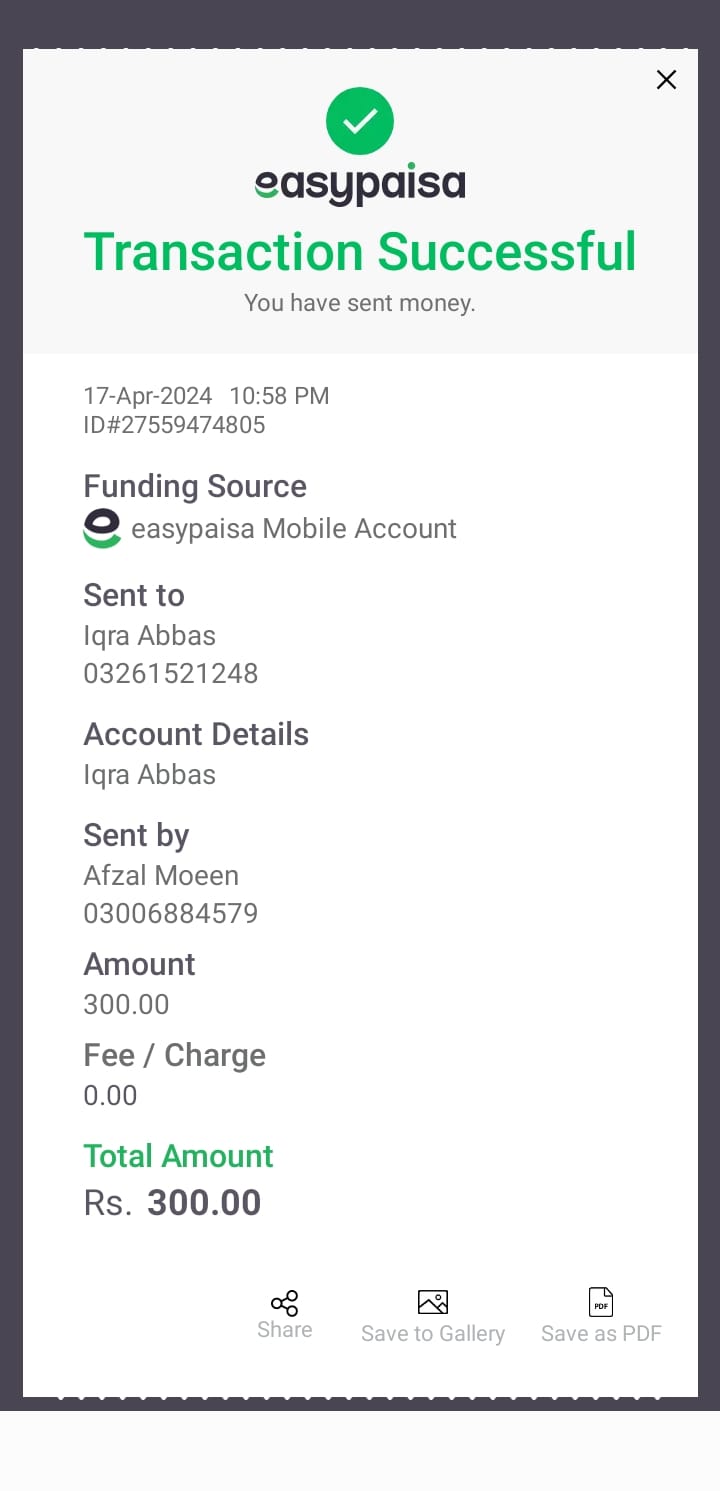 easypaisa
Transaction Successful
You have sent money.
17-Apr-2024 10:58 PM
ID#27559474805
Funding Source
easypaisa Mobile Account
Sent to
Iqra Abbas
03261521248
Account Details
Iqra Abbas
Sent by
Afzal Moeen
03006884579
Amount
300.00
Fee / Charge
0.00
Total Amount
Rs. 300.00
Share
Save to Gallery
PDF
Save as PDF